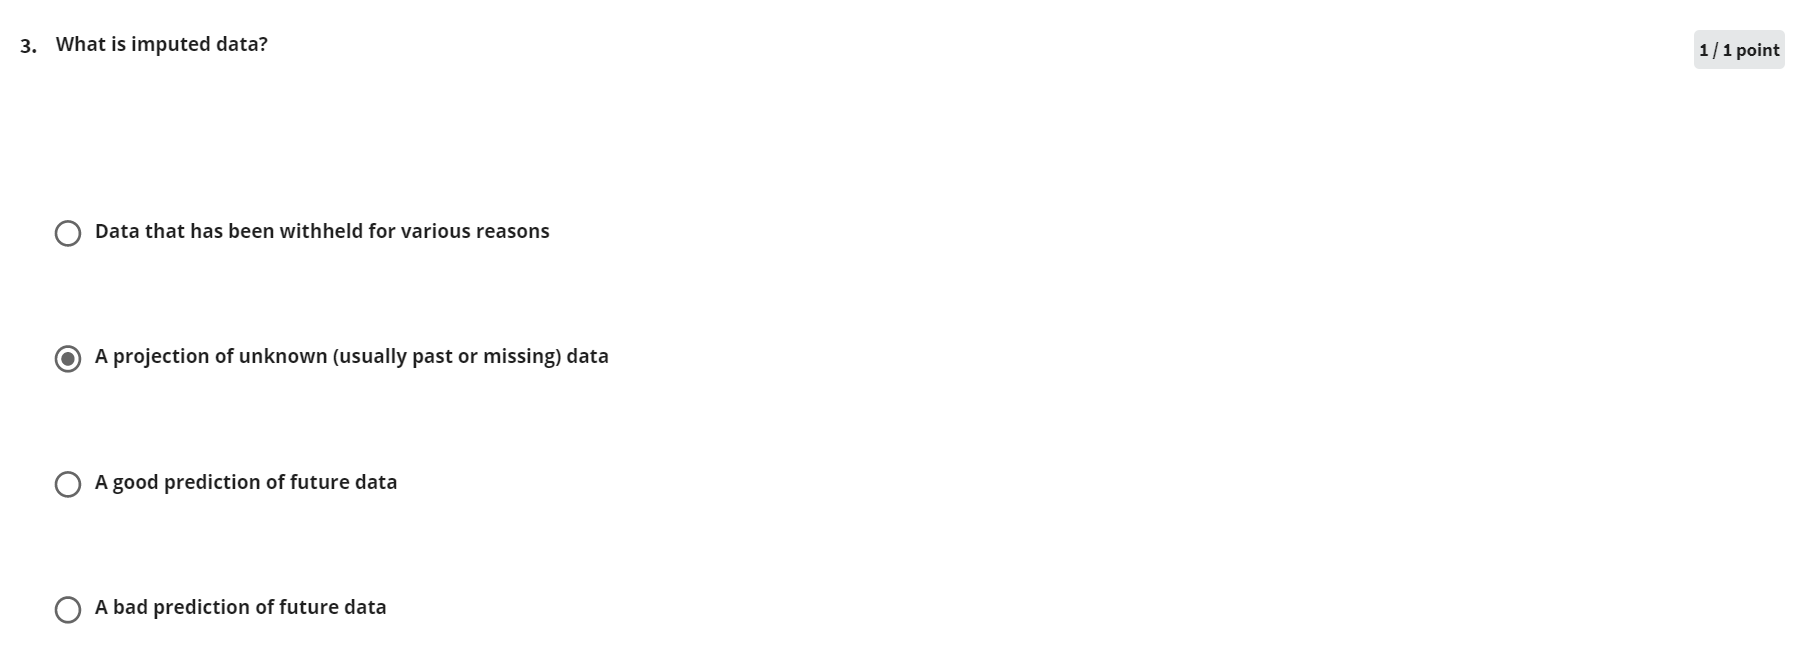 3. What is imputed data?
1 / 1 point
Data that has been withheld for various reasons
A projection of unknown (usually past or missing) data
A good prediction of future data
A bad prediction of future data